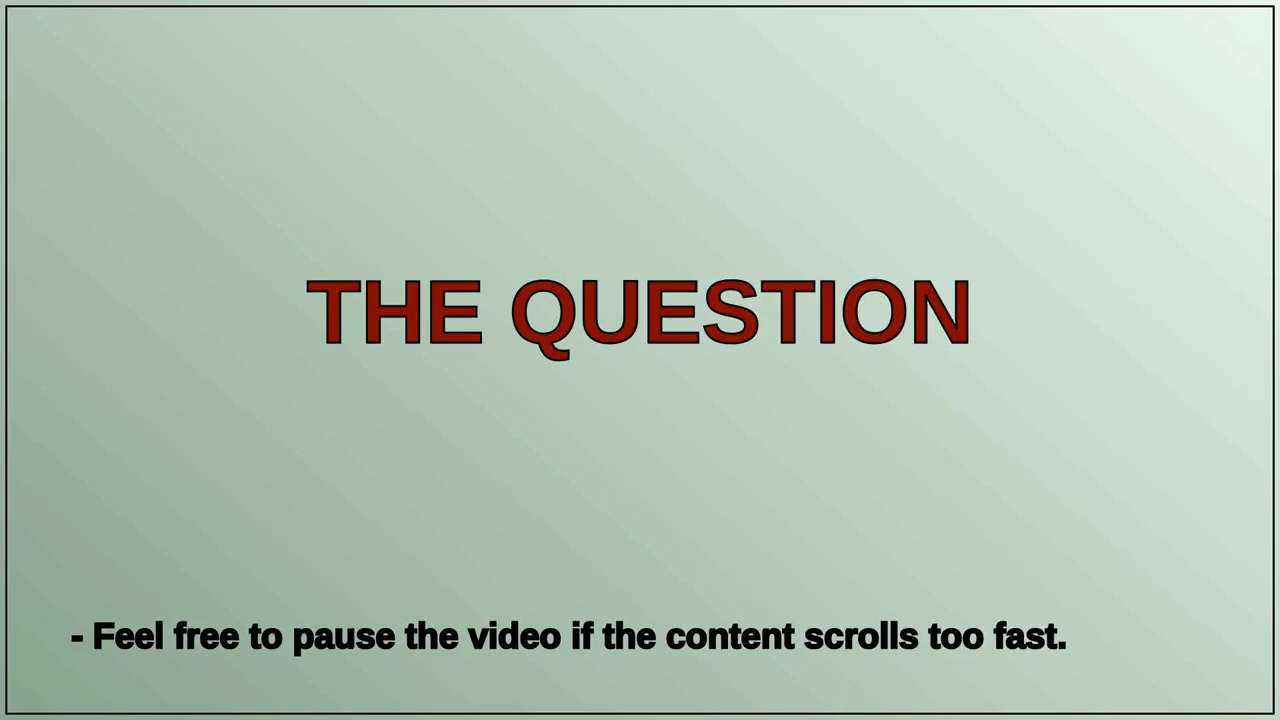 THE QUESTION
- Feel free to pause the video if the content scrolls too fast.